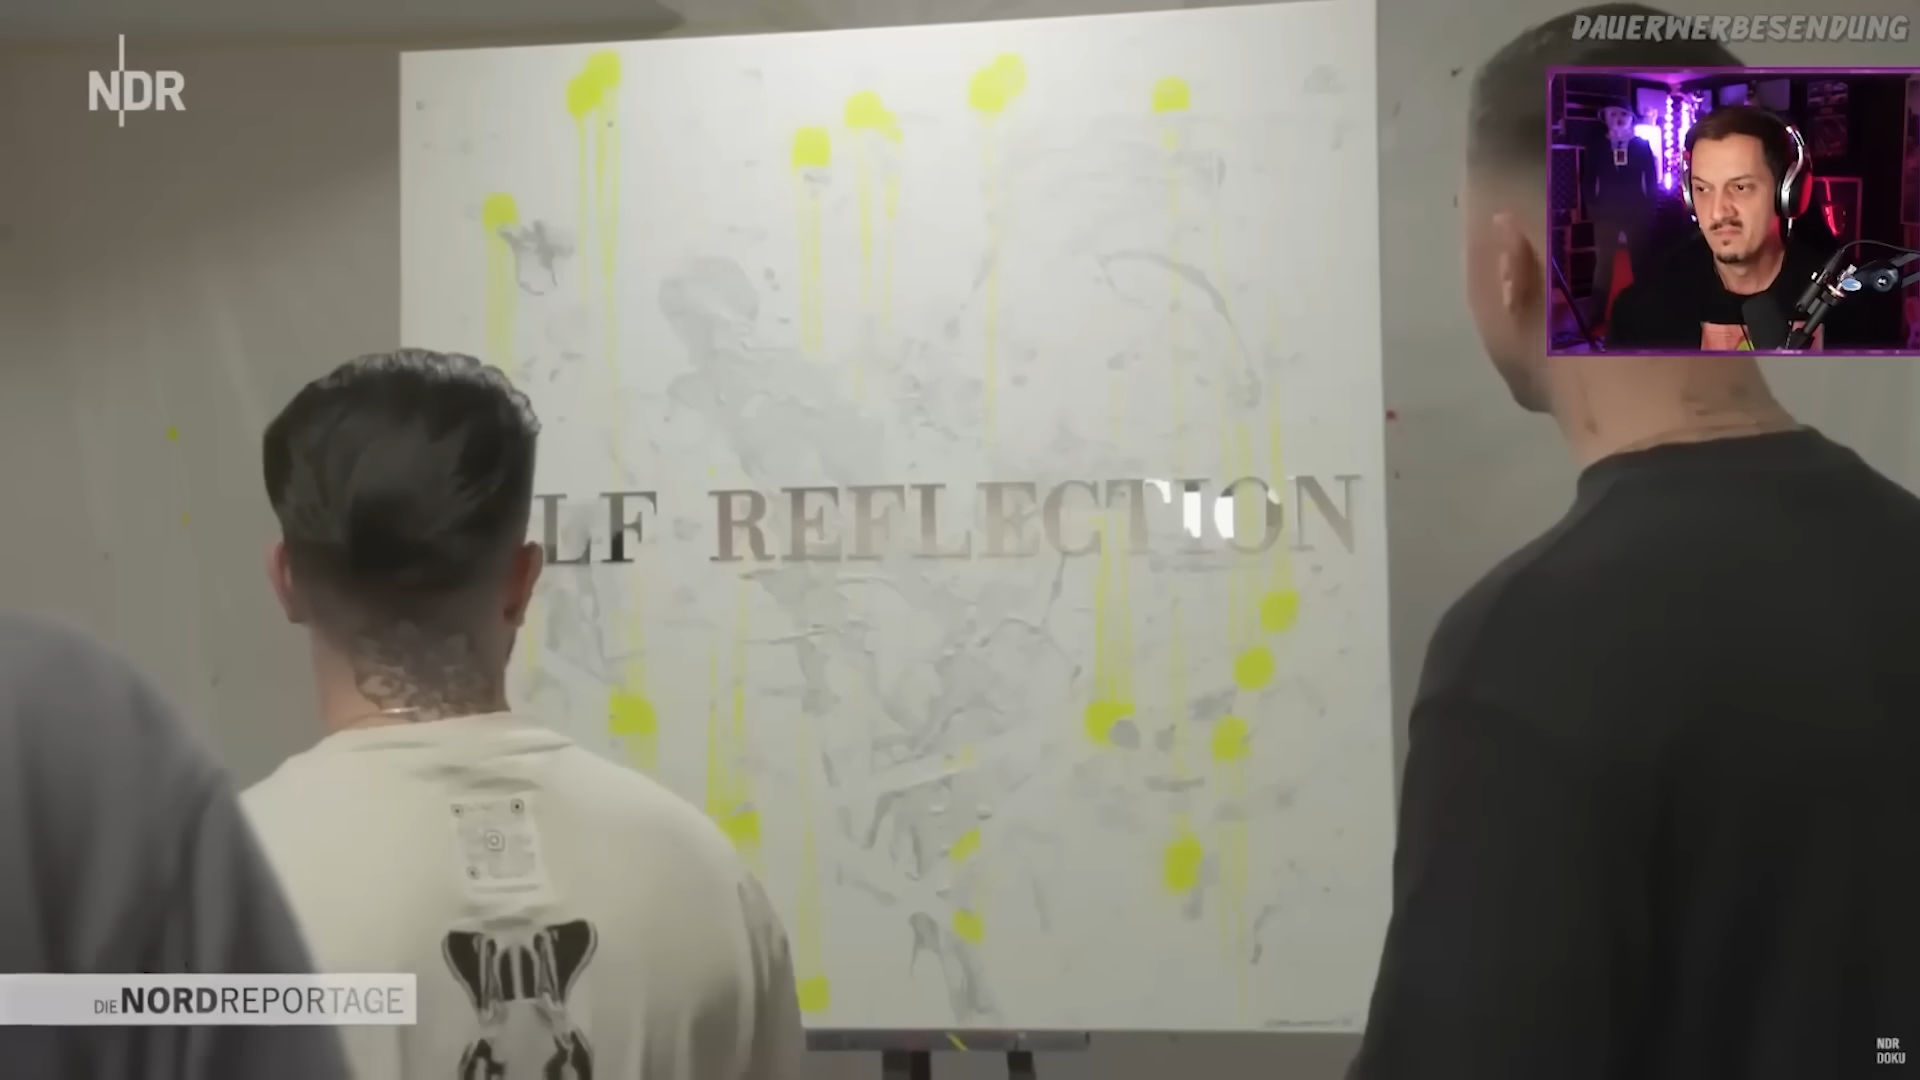 DAUERWERBESENDUNG
NDR
LF REFLECTION
DIE NORDREPORTAGE
NDR
DOKU